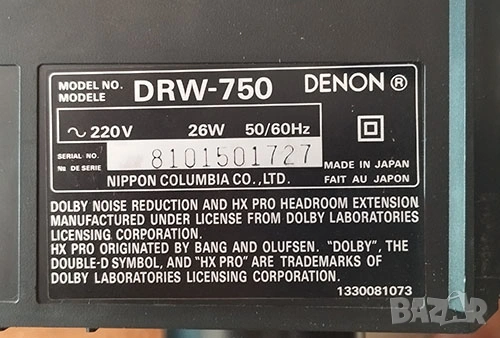 MODEL NO.
MODELE
DRW-750
DENON ®
~ 220V 26W 50/60Hz
SERIAL NO.
№ DE SERIE
8101501727
MADE IN JAPAN
FAIT AU JAPON
NIPPON COLUMBIA CO., LTD.
DOLBY NOISE REDUCTION AND HX PRO HEADROOM EXTENSION
MANUFACTURED UNDER LICENSE FROM DOLBY LABORATORIES
LICENSING CORPORATION.
HX PRO ORIGINATED BY BANG AND OLUFSEN. "DOLBY", THE
DOUBLE-D SYMBOL, AND "HX PRO" ARE TRADEMARKS OF
DOLBY LABORATORIES LICENSING CORPORATION.
1330081073
BAZAR
bg